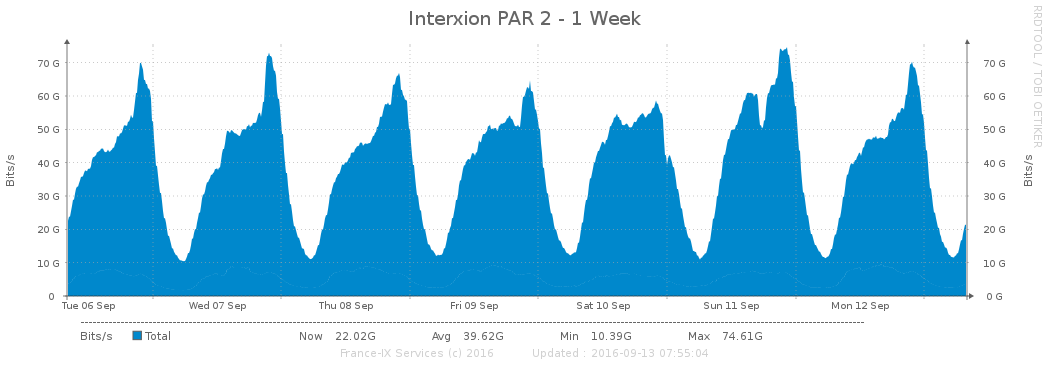 Interxion PAR 2 - 1 Week
RRDTOOL / TOBI OETIKER
Bits/s
Bits/s
70 G
70 G
60 G
60 G
50 G
50 G
40 G
40 G
30 G
30 G
20 G
20 G
10 G
10 G
0
0 G
Tue 06 Sep Wed 07 Sep Thu 08 Sep Fri 09 Sep Sat 10 Sep Sun 11 Sep Mon 12 Sep
Bits/s Total Now 22.02G Avg 39.62G Min 10.39G Max 74.61G
France-IX Services (c) 2016 Updated : 2016-09-13 07:55:04